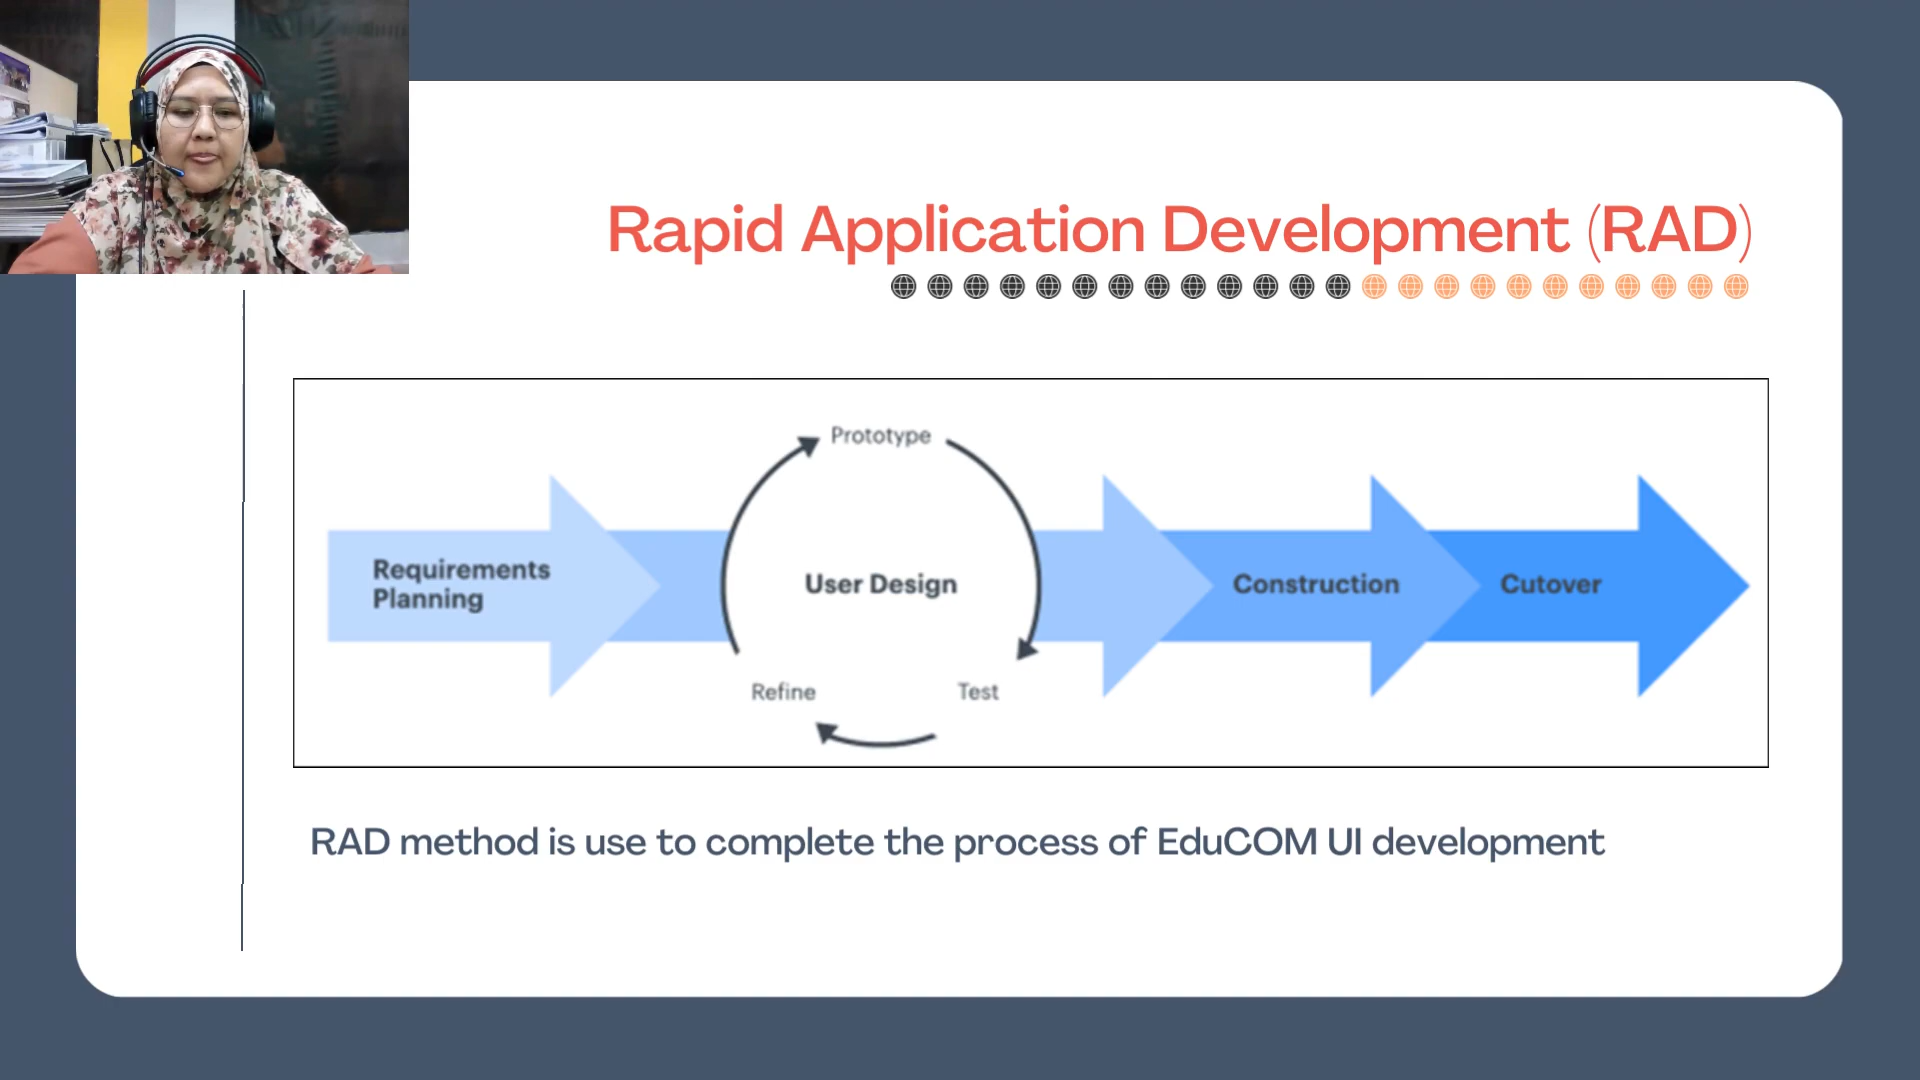 Rapid Application Development (RAD)
Prototype
Requirements
Planning
User Design
Construction
Cutover
Refine
Test
RAD method is use to complete the process of EduCOM UI development